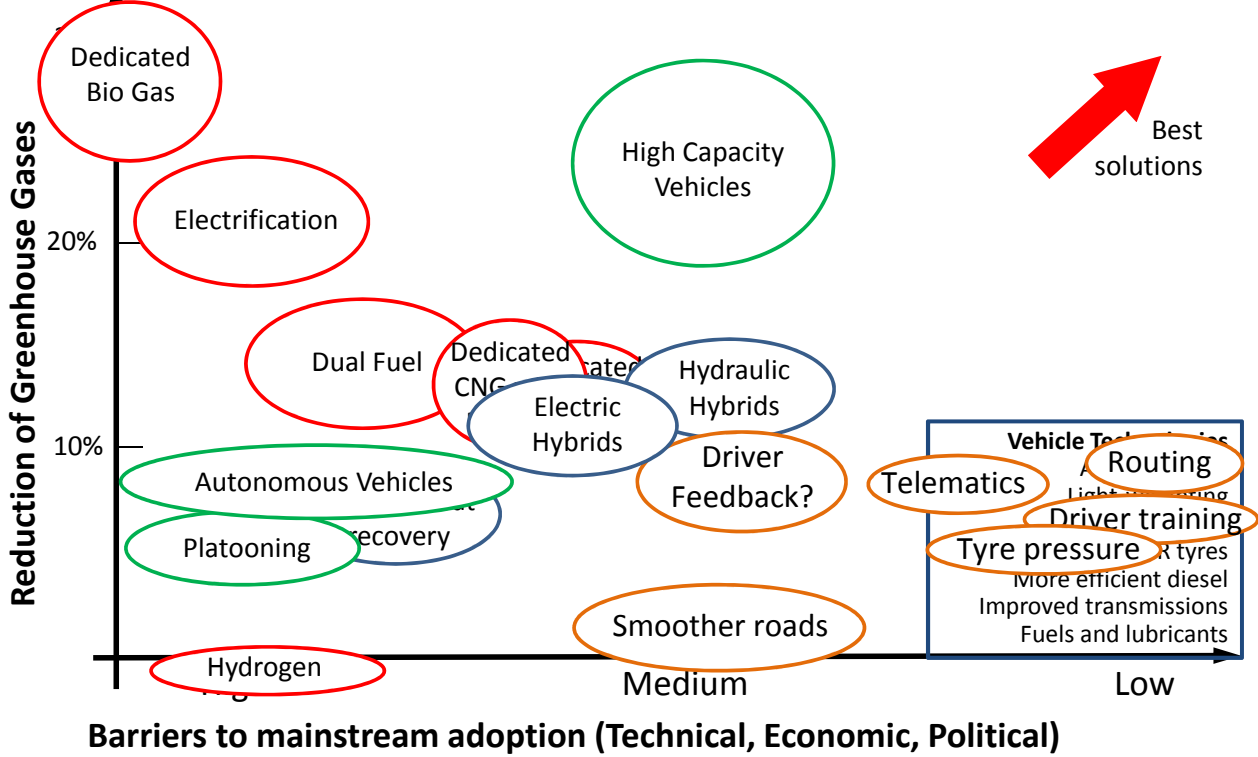 Dedicated
Bio Gas
High Capacity
Vehicles
Best
solutions
Electrification
Reduction of Greenhouse Gases
20%
Dual Fuel
Dedicated
CNG
Hydraulic
Hybrids
Electric
Hybrids
10%
Driver
Feedback?
Autonomous Vehicles
recovery
Platooning
Vehicle
Routing
Telematics
Driver training
Tyre pressure
tyres
More efficient diesel
Improved transmissions
Fuels and lubricants
Smoother roads
Hydrogen
Medium
Low
Barriers to mainstream adoption (Technical, Economic, Political)